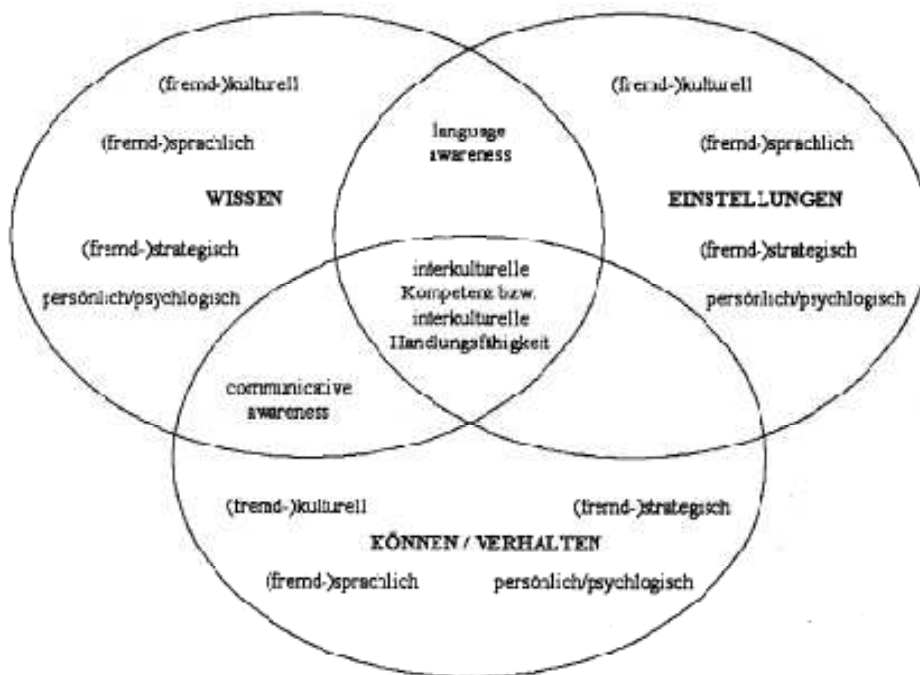 (fremd-)kulturell
(fremd-)sprachlich
WISSEN
(fremd-)strategisch
persönlich/psychlogisch
language
awareness
(fremd-)kulturell
(fremd-)sprachlich
EINSTELLUNGEN
(fremd-)strategisch
persönlich/psychlogisch
interkulturelle
Kompetenz bzw.
interkulturelle
Handlungsfähigkeit
communicative
awareness
(fremd-)kulturell
(fremd-)strategisch
KÖNNEN / VERHALTEN
(fremd-)sprachlich
persönlich/psychlogisch